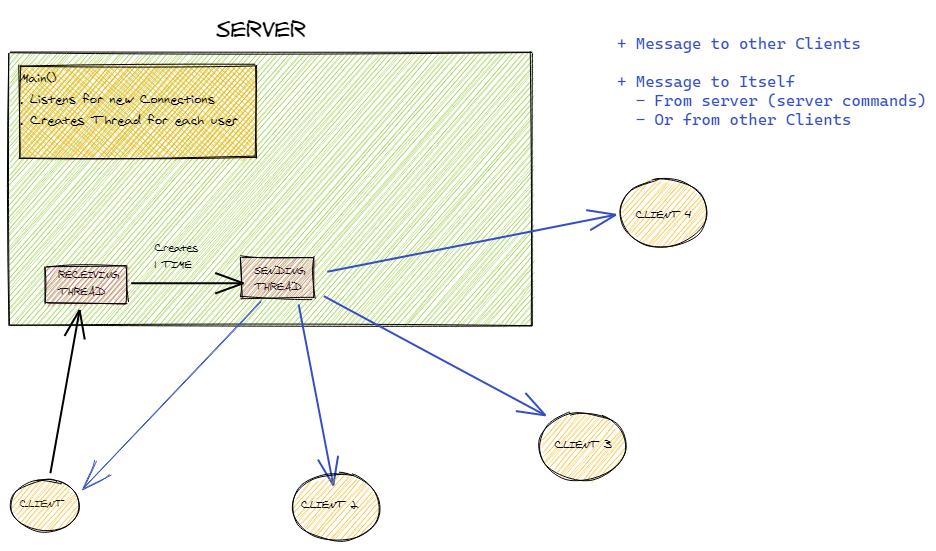 SERVER
+ Message to other Clients
+ Message to Itself
- From server (server commands)
- Or from other Clients
Main()
. Listens for new Connections
. Creates Thread for each user
CLIENT 4
Creates
1 TIME
RECEIVING
THREAD
SENDING
THREAD
CLIENT 3
CLIENT
CLIENT 2